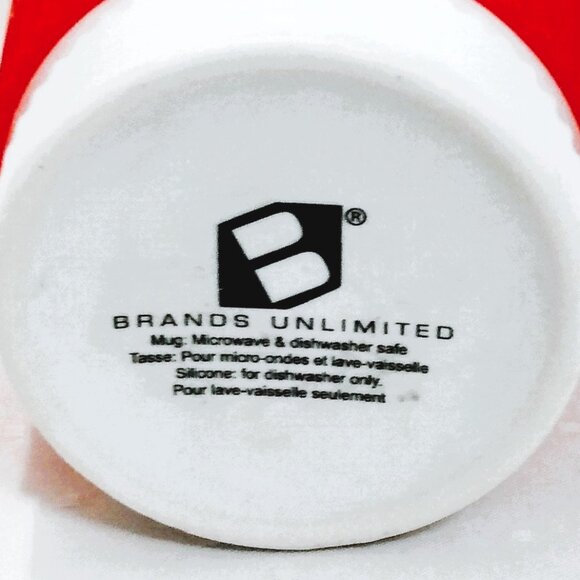 B®
BRANDS UNLIMITED
Mug: Microwave & dishwasher safe
Tasse: Pour micro-ondes et lave-vaisselle
Silicone: for dishwasher only.
Pour lave-vaisselle seulement